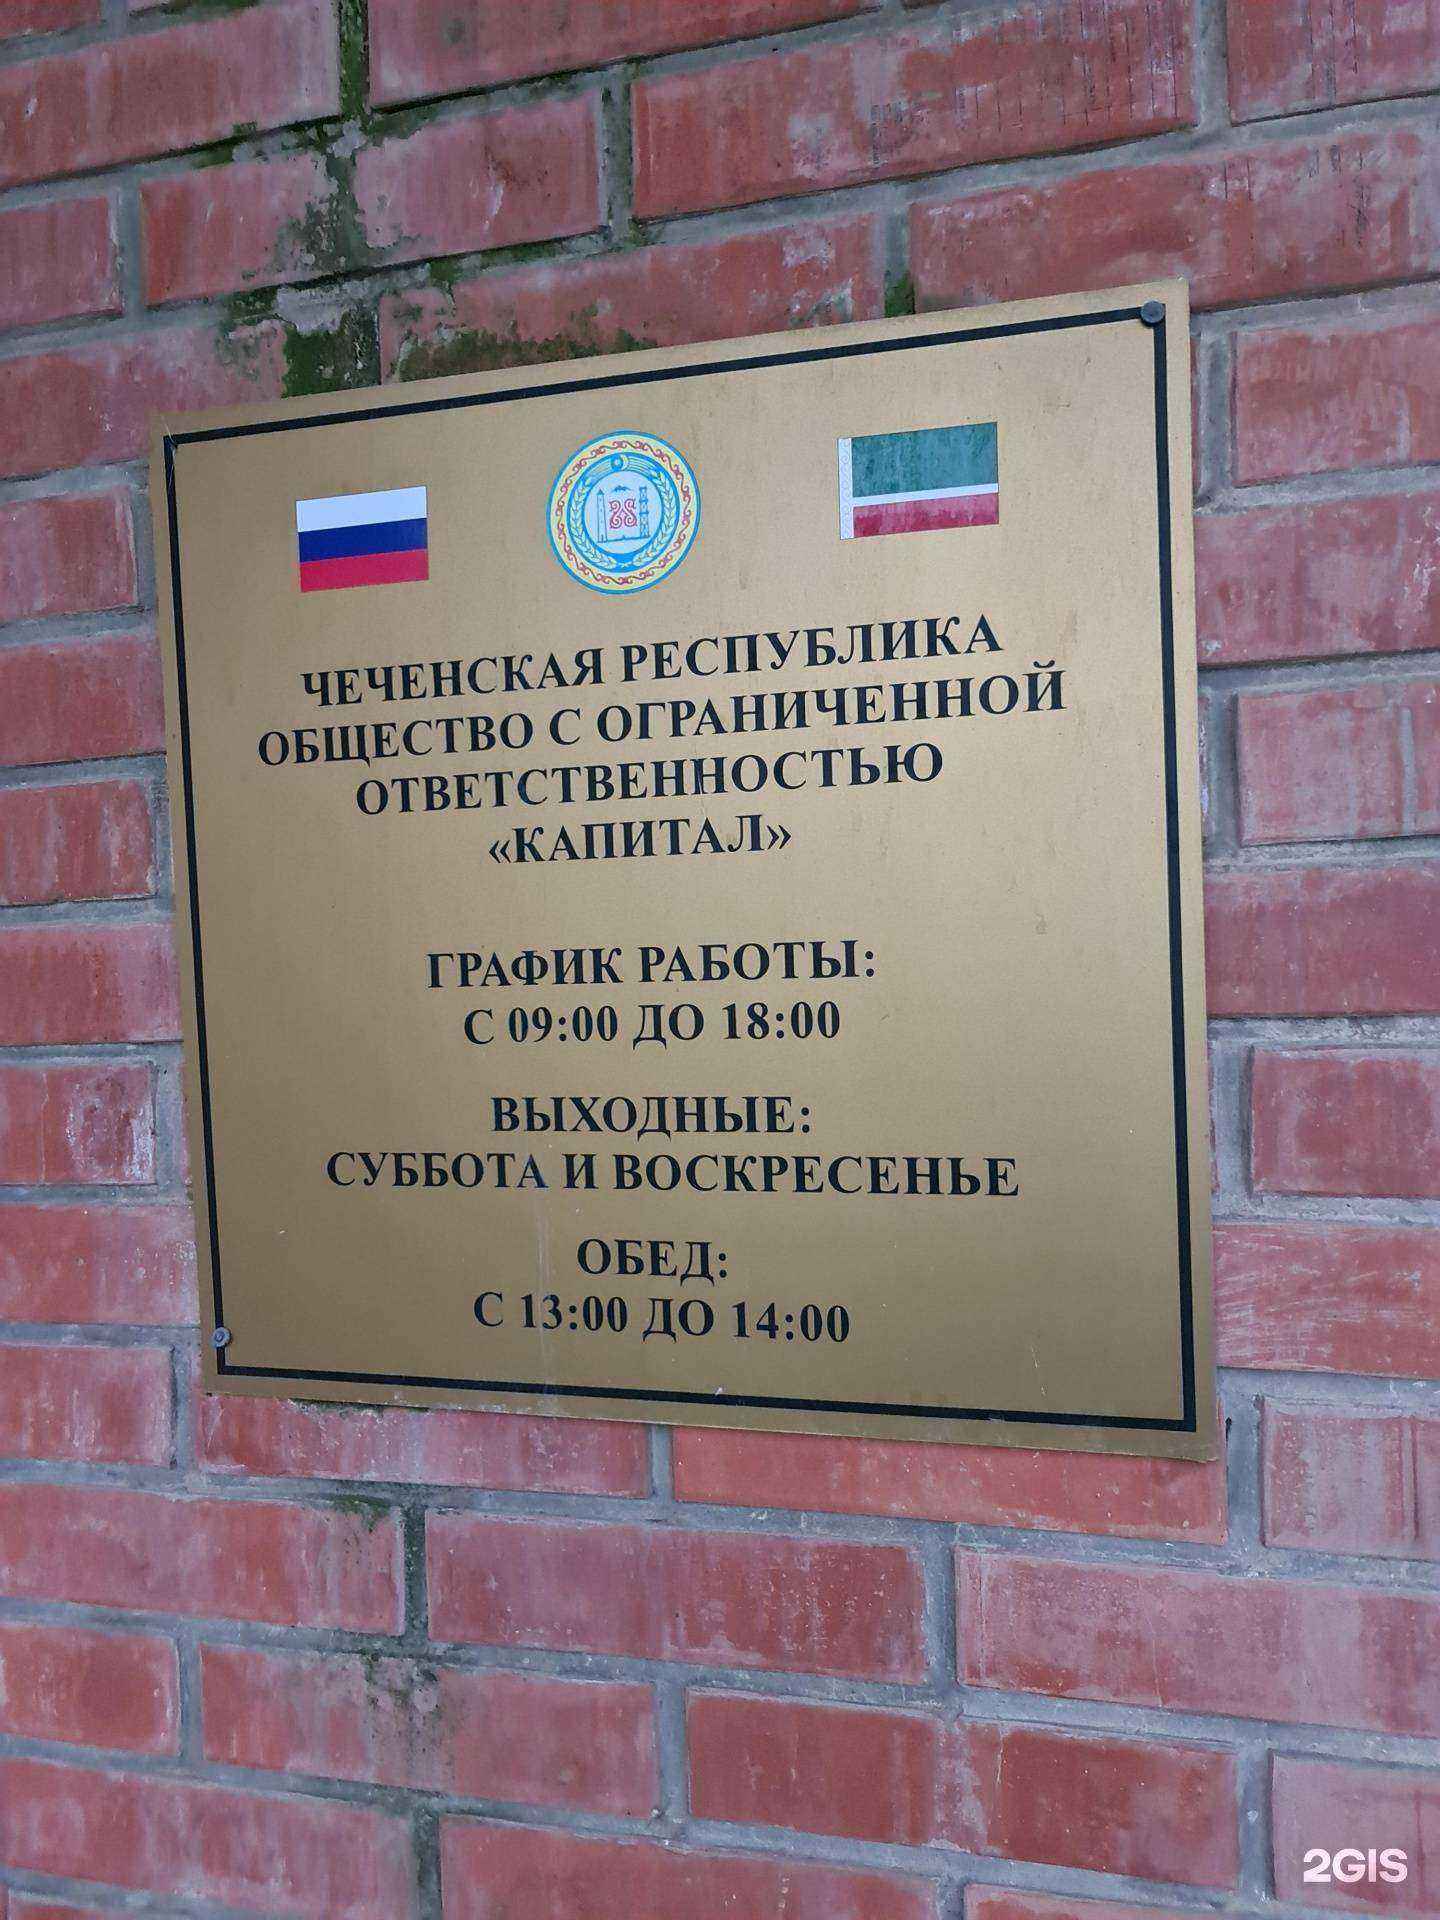 ЧЕЧЕНСКАЯ РЕСПУБЛИКА
ОБЩЕСТВО С ОГРАНИЧЕННОЙ
ОТВЕТСТВЕННОСТЬЮ
«КАПИТАЛ»
ГРАФИК РАБОТЫ:
С 09:00 ДО 18:00
ВЫХОДНЫЕ:
СУББОТА И ВОСКРЕСЕНЬЕ
ОБЕД:
С 13:00 ДО 14:00
2GIS